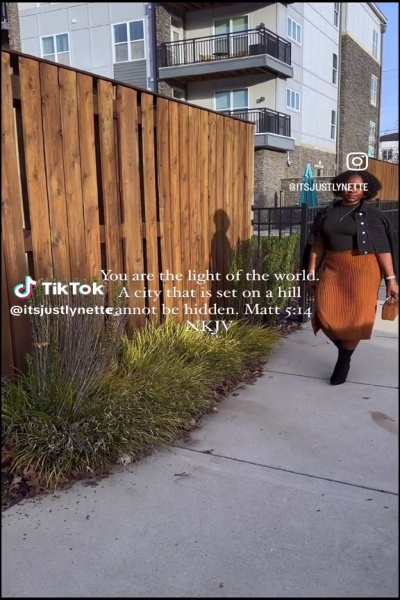 @ITSJUSTLYNETTE
You are the light of the world.
A city that is set on a hill
cannot be hidden. Matt 5:14
NKJV
TikTok
@itsjustlynette